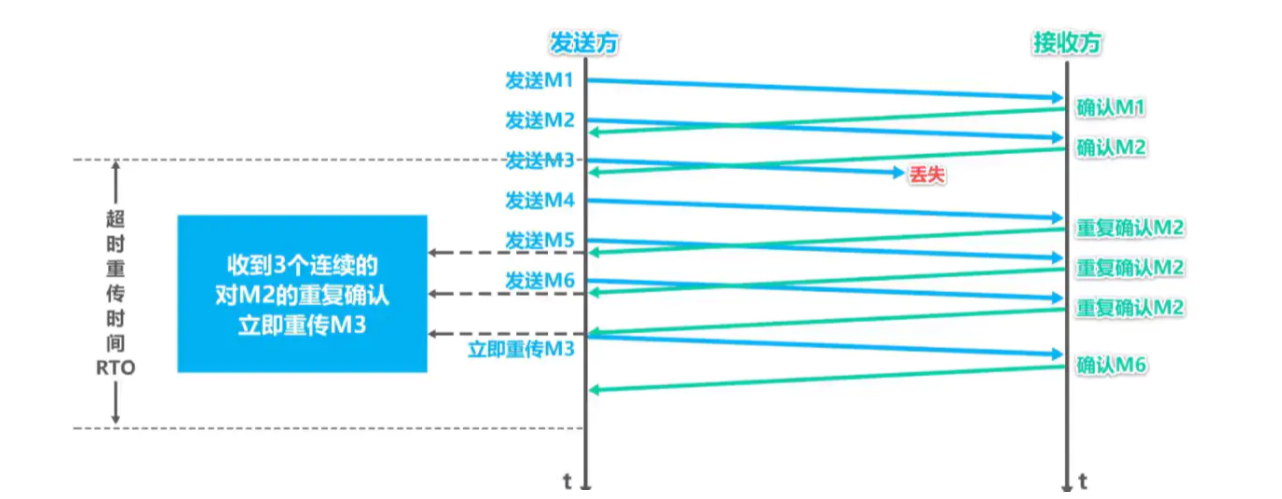 发送方
接收方
发送M1
确认M1
发送M2
确认M2
发送M3
丢失
发送M4
重复确认M2
发送M5
重复确认M2
发送M6
重复确认M2
立即重传M3
确认M6
超时重传时间RTO
收到3个连续的
对M2的重复确认
立即重传M3
t
t